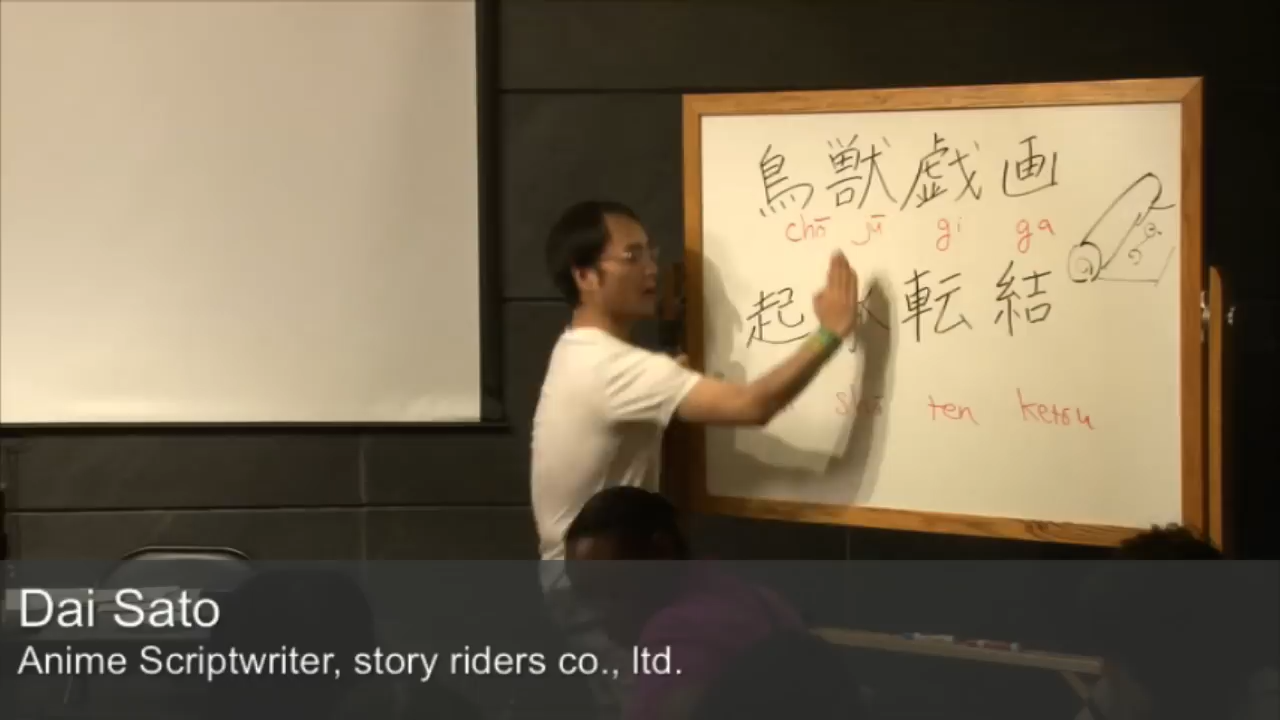 鳥獣戯画
chō jū gi ga
起 転結
ten ketsu
Dai Sato
Anime Scriptwriter, story riders co., ltd.